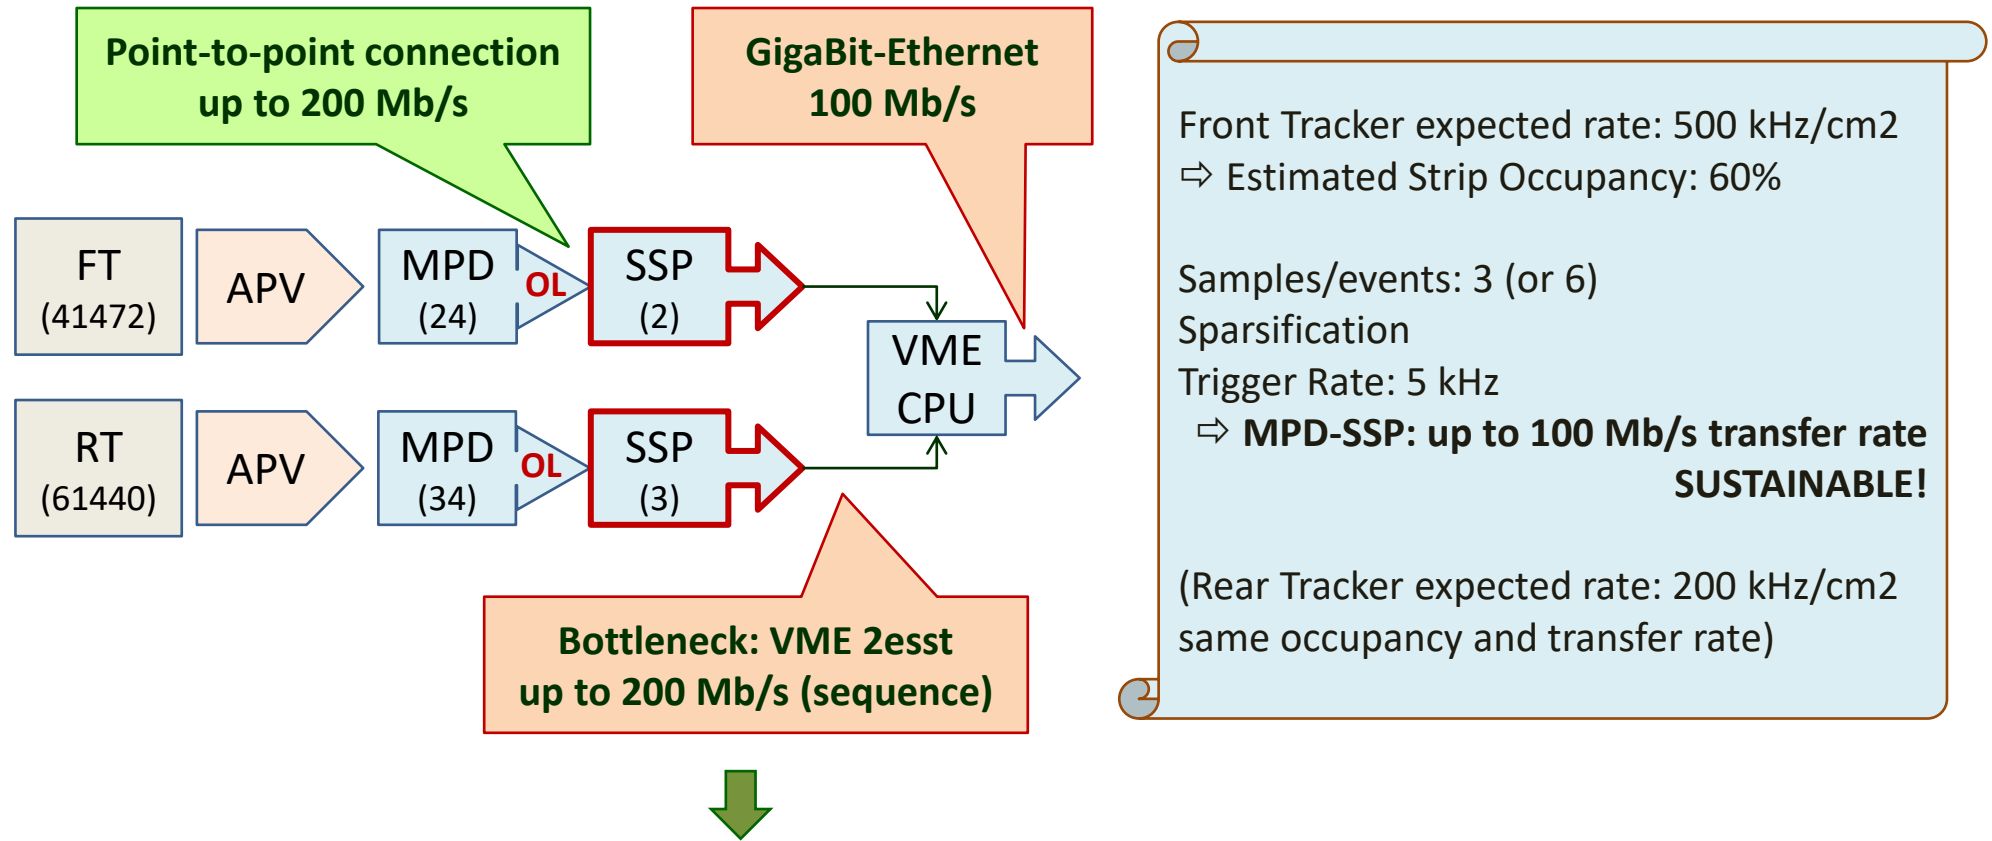 Point-to-point connection
up to 200 Mb/s
GigaBit-Ethernet
100 Mb/s
FT
(41472)
APV
MPD
(24)
OL
SSP
(2)
VME
CPU
RT
(61440)
APV
MPD
(34)
OL
SSP
(3)
Bottleneck: VME 2esst
up to 200 Mb/s (sequence)
Front Tracker expected rate: 500 kHz/cm2
⇨ Estimated Strip Occupancy: 60%
Samples/events: 3 (or 6)
Sparsification
Trigger Rate: 5 kHz
⇨ MPD-SSP: up to 100 Mb/s transfer rate
SUSTAINABLE!
(Rear Tracker expected rate: 200 kHz/cm2
same occupancy and transfer rate)